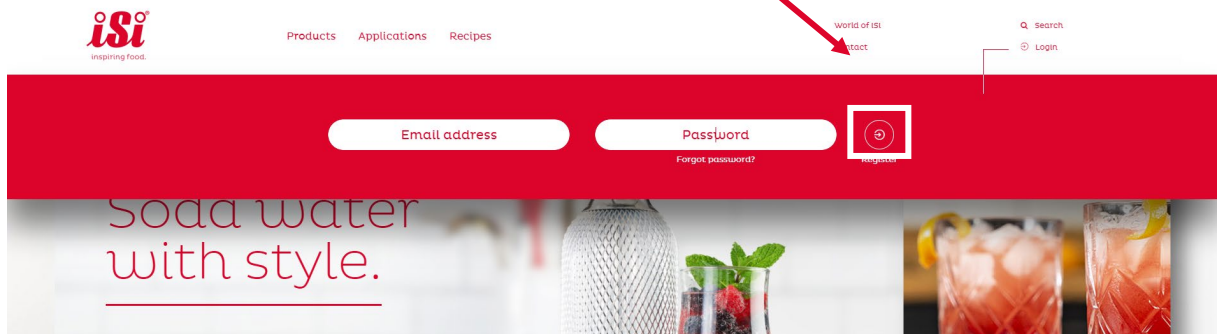 iSi
inspiring food.
Products Applications Recipes
World of iSi
Search
Login
Email address
Password
Forgot password?
Register
Soda water
with style.